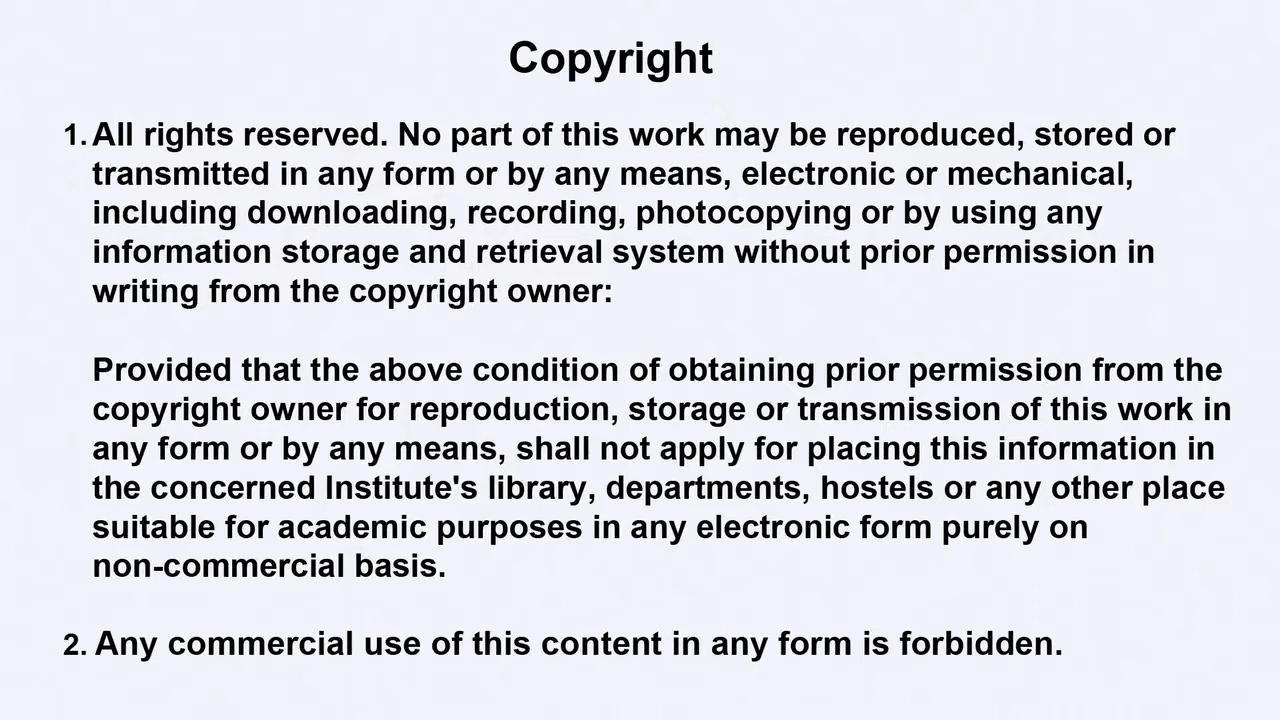 Copyright
1. All rights reserved. No part of this work may be reproduced, stored or
transmitted in any form or by any means, electronic or mechanical,
including downloading, recording, photocopying or by using any
information storage and retrieval system without prior permission in
writing from the copyright owner:
Provided that the above condition of obtaining prior permission from the
copyright owner for reproduction, storage or transmission of this work in
any form or by any means, shall not apply for placing this information in
the concerned Institute's library, departments, hostels or any other place
suitable for academic purposes in any electronic form purely on
non-commercial basis.
2. Any commercial use of this content in any form is forbidden.